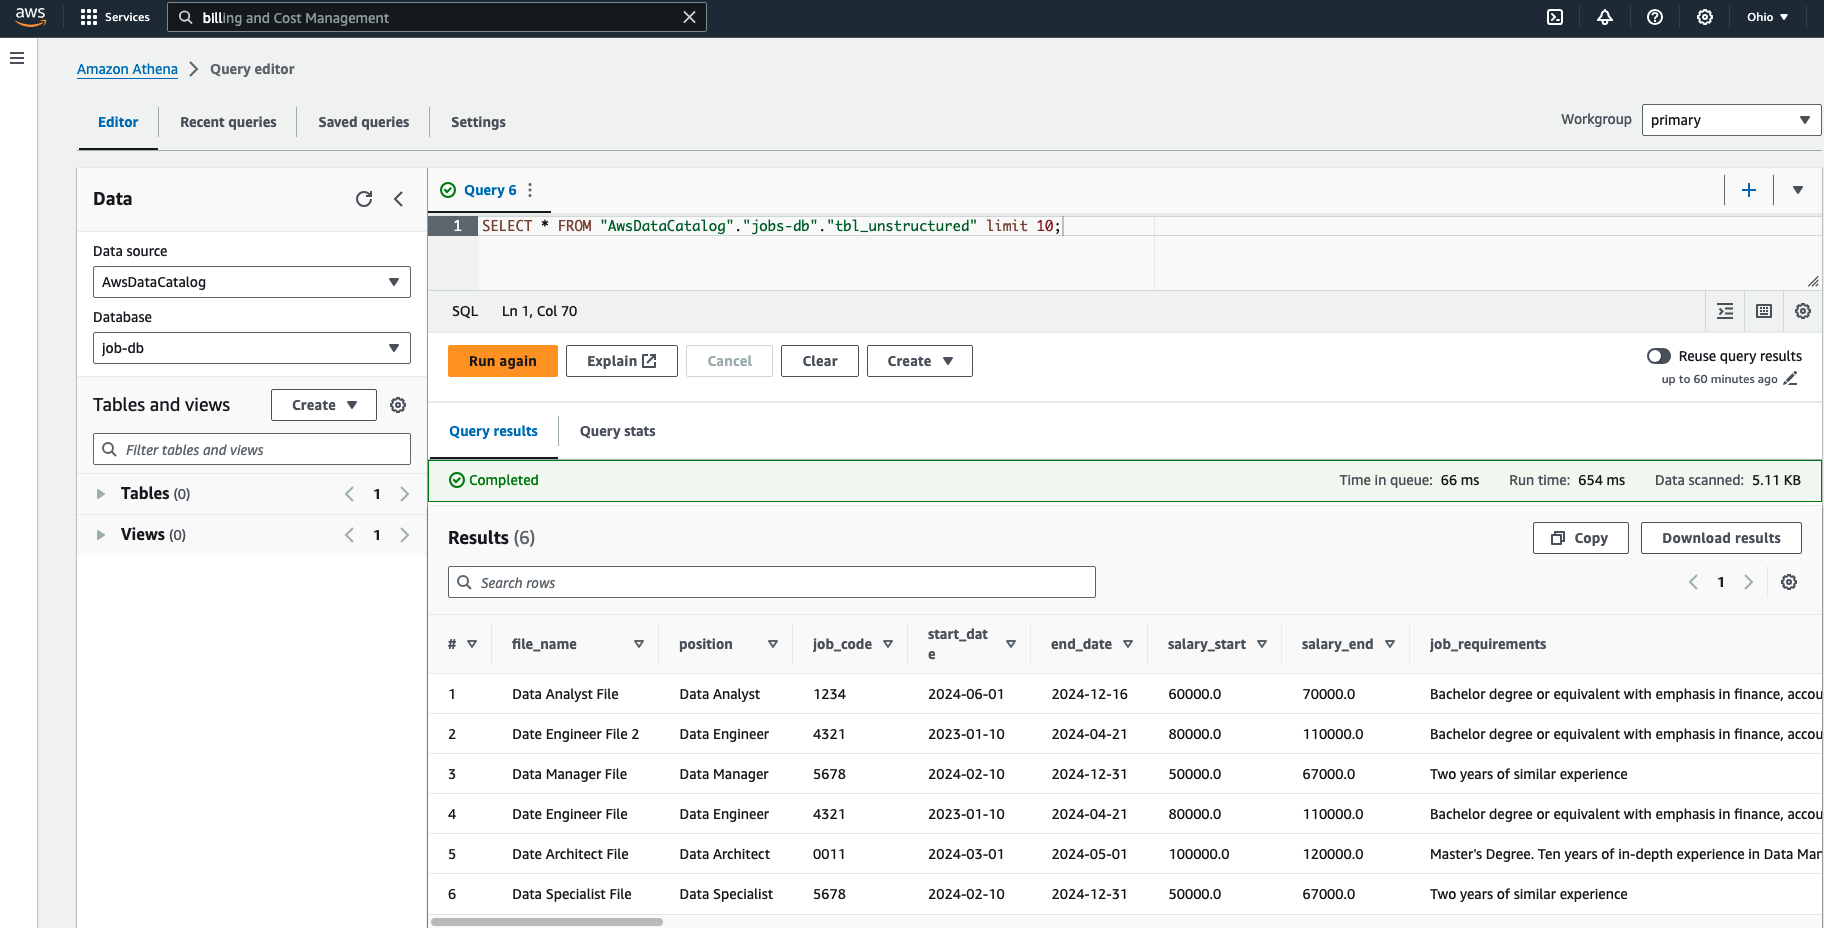 aws
Services
billing and Cost Management
Ohio
Amazon Athena
Query editor
Editor
Recent queries
Saved queries
Settings
Workgroup
primary
Data
Data source
AwsDataCatalog
Database
job-db
Tables and views
Create
Filter tables and views
Tables (0)
1
Views (0)
1
Query 6
1
SELECT * FROM "AwsDataCatalog"."jobs-db"."tbl_unstructured" limit 10;
SQL
Ln 1, Col 70
Run again
Explain
Cancel
Clear
Create
Reuse query results
up to 60 minutes ago
Query results
Query stats
Completed
Time in queue: 66 ms
Run time: 654 ms
Data scanned: 5.11 KB
Results (6)
Copy
Download results
Search rows
1
# file_name position job_code start_dat
e end_date salary_start salary_end job_requirements
1 Data Analyst File Data Analyst 1234 2024-06-01 2024-12-16 60000.0 70000.0 Bachelor degree or equivalent with emphasis in finance, accou
2 Date Engineer File 2 Data Engineer 4321 2023-01-10 2024-04-21 80000.0 110000.0 Bachelor degree or equivalent with emphasis in finance, accou
3 Data Manager File Data Manager 5678 2024-02-10 2024-12-31 50000.0 67000.0 Two years of similar experience
4 Date Engineer File Data Engineer 4321 2023-01-10 2024-04-21 80000.0 110000.0 Bachelor degree or equivalent with emphasis in finance, accou
5 Date Architect File Data Architect 0011 2024-03-01 2024-05-01 100000.0 120000.0 Master's Degree. Ten years of in-depth experience in Data Man
6 Data Specialist File Data Specialist 5678 2024-02-10 2024-12-31 50000.0 67000.0 Two years of similar experience